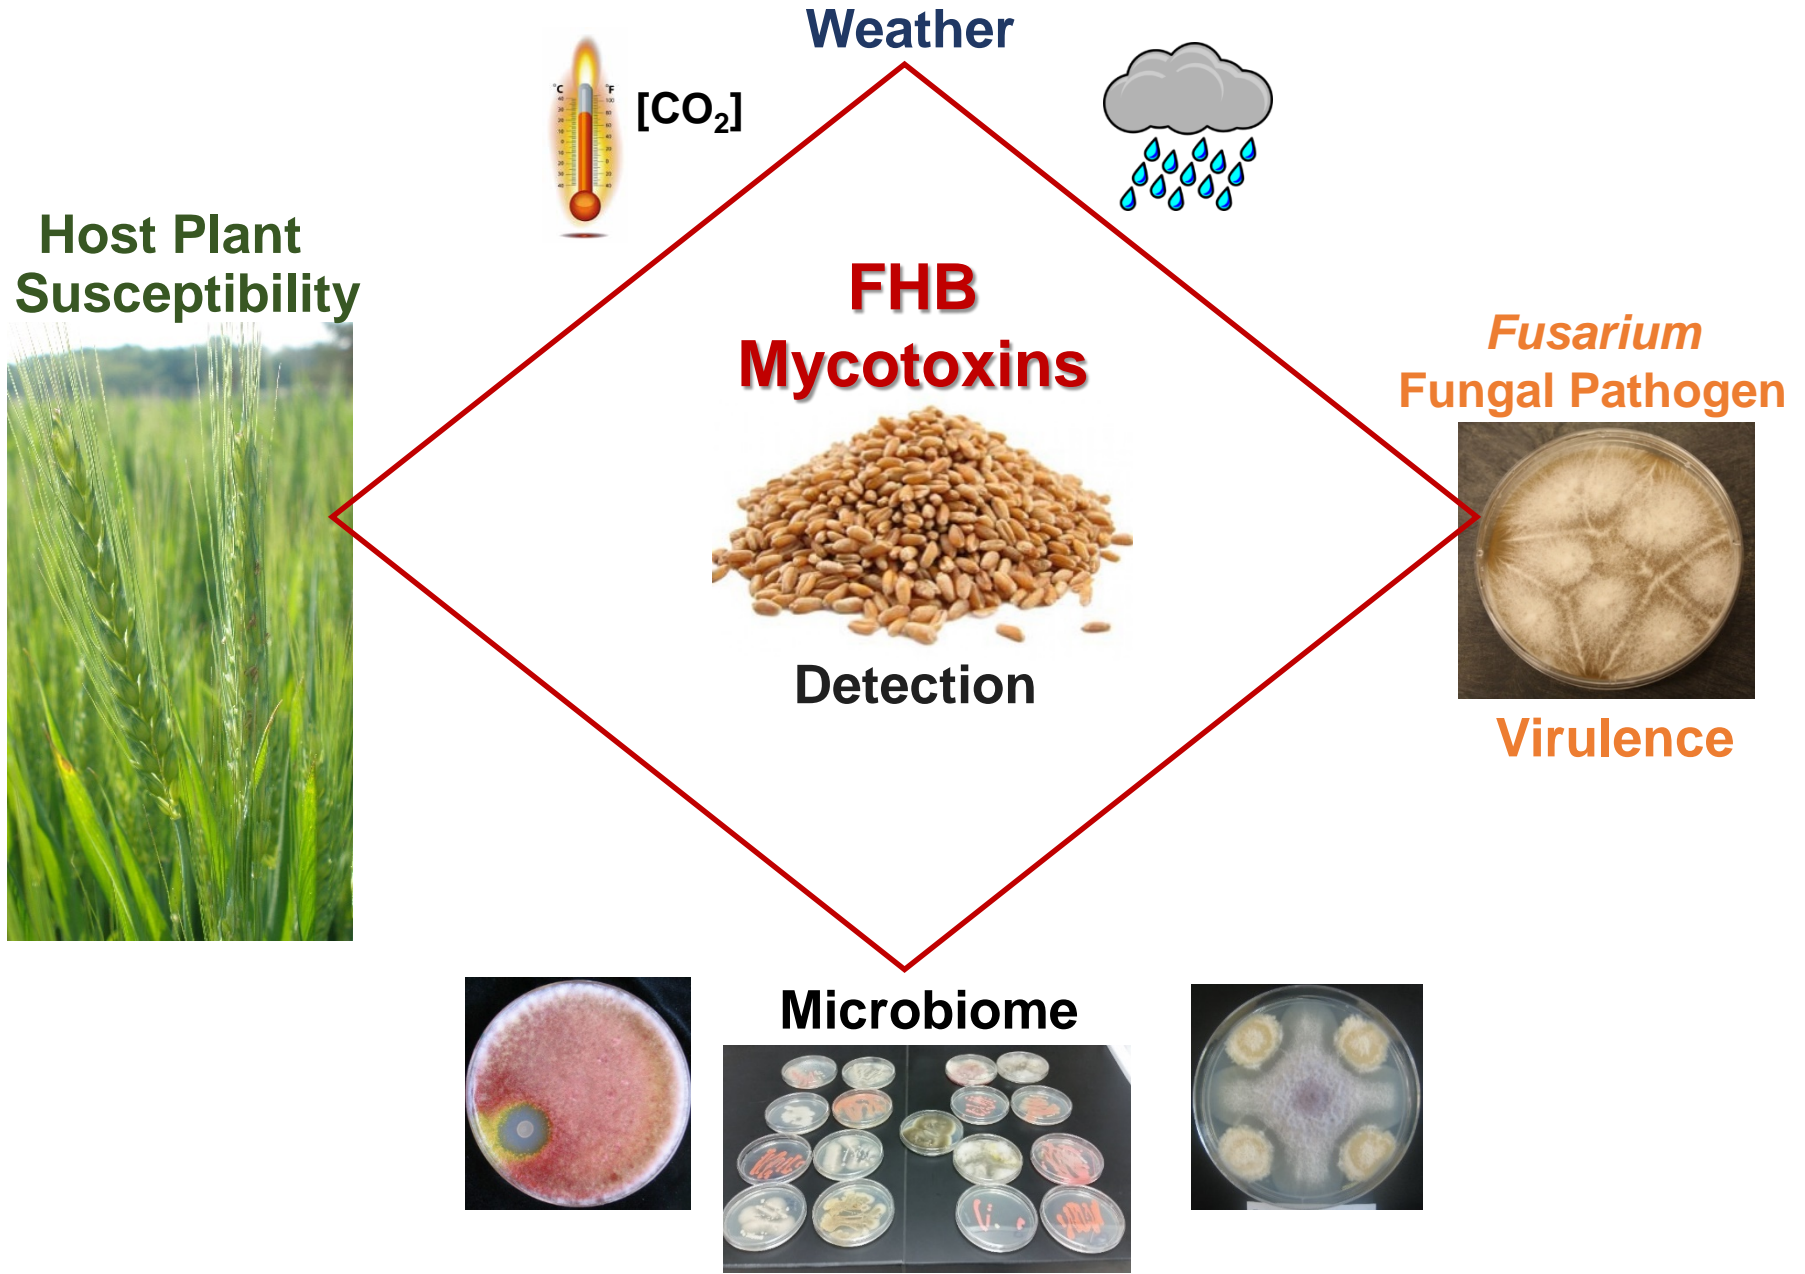 Weather
°C
°F
[CO₂]
Host Plant
Susceptibility
FHB
Mycotoxins
Fusarium
Fungal Pathogen
Detection
Virulence
Microbiome